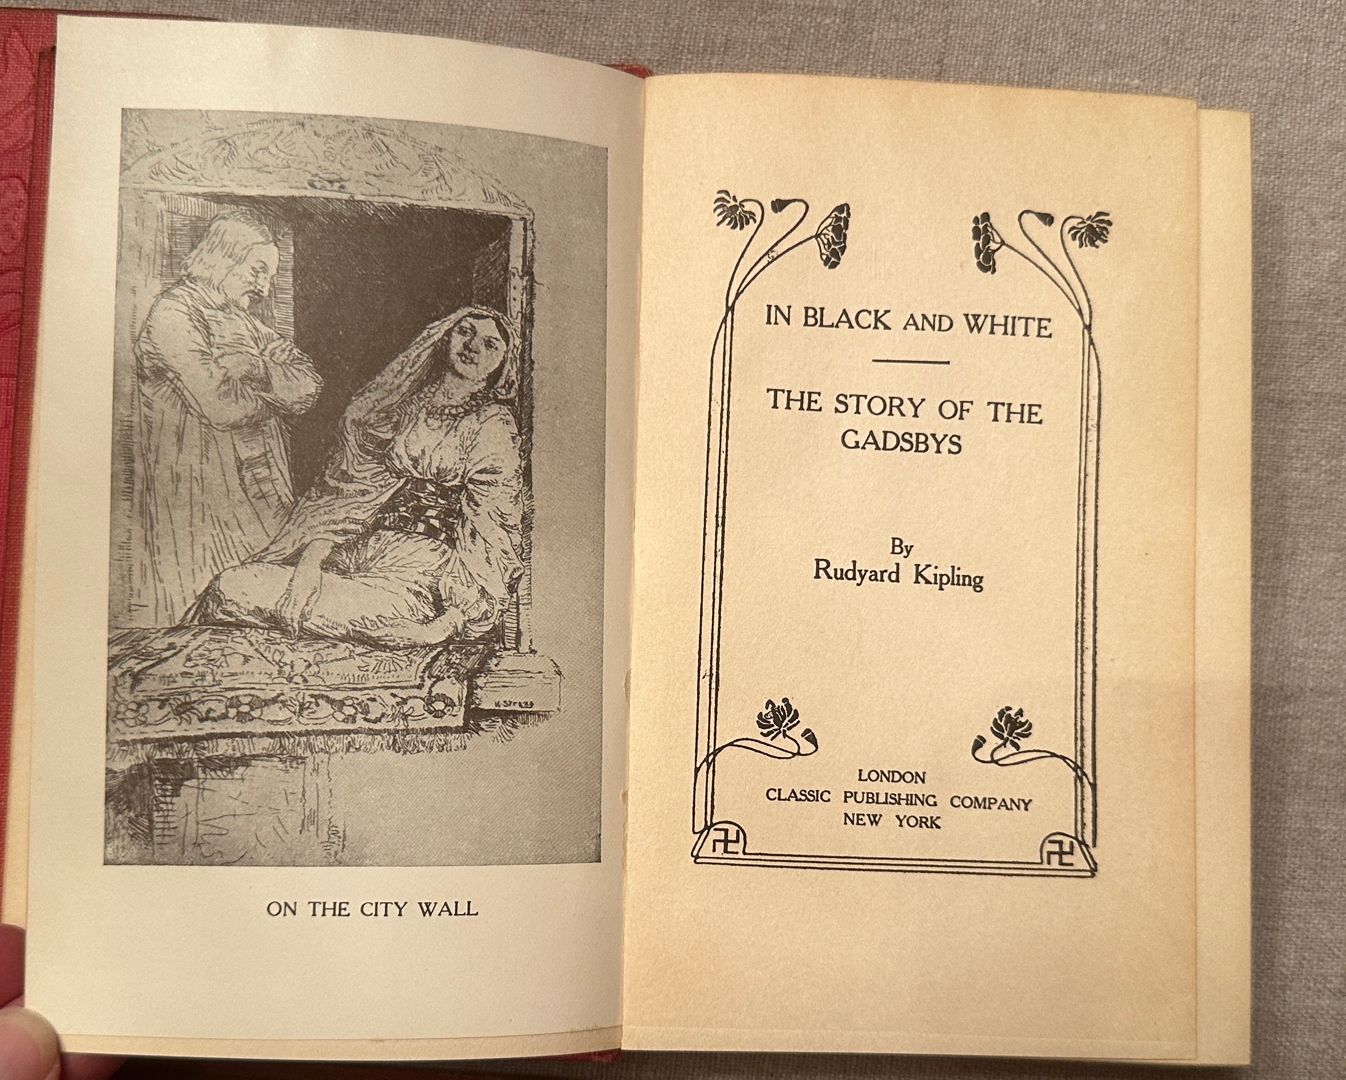 ON THE CITY WALL
IN BLACK AND WHITE
THE STORY OF THE
GADSBYS
By
Rudyard Kipling
LONDON
CLASSIC PUBLISHING COMPANY
NEW YORK